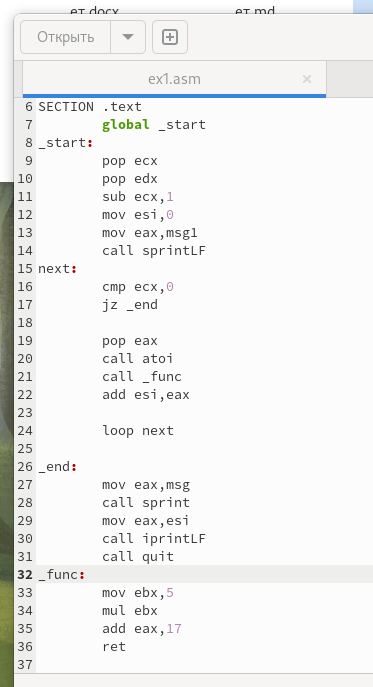 ет.docx
ет.md
Открыть
ex1.asm ×
6 SECTION .text
7 global _start
8 _start:
9 pop ecx
10 pop edx
11 sub ecx,1
12 mov esi,0
13 mov eax,msg1
14 call sprintLF
15 next:
16 cmp ecx,0
17 jz _end
18
19 pop eax
20 call atoi
21 call _func
22 add esi,eax
23
24 loop next
25
26 _end:
27 mov eax,msg
28 call sprint
29 mov eax,esi
30 call iprintLF
31 call quit
32 _func:
33 mov ebx,5
34 mul ebx
35 add eax,17
36 ret
37